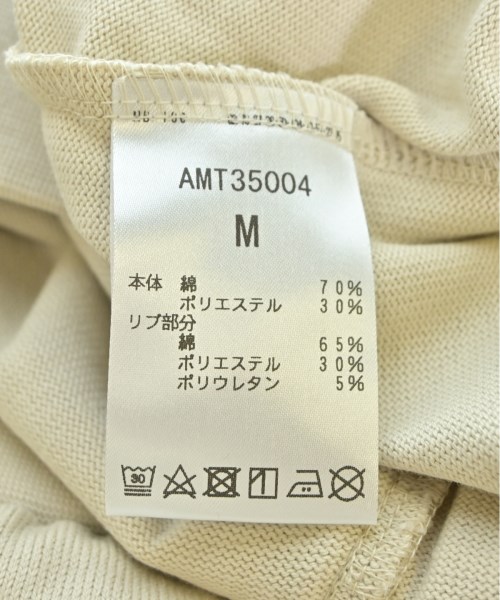 AMT35004
M
本体 綿 70%
ポリエステル 30%
リブ部分
綿 65%
ポリエステル 30%
ポリウレタン 5%
30